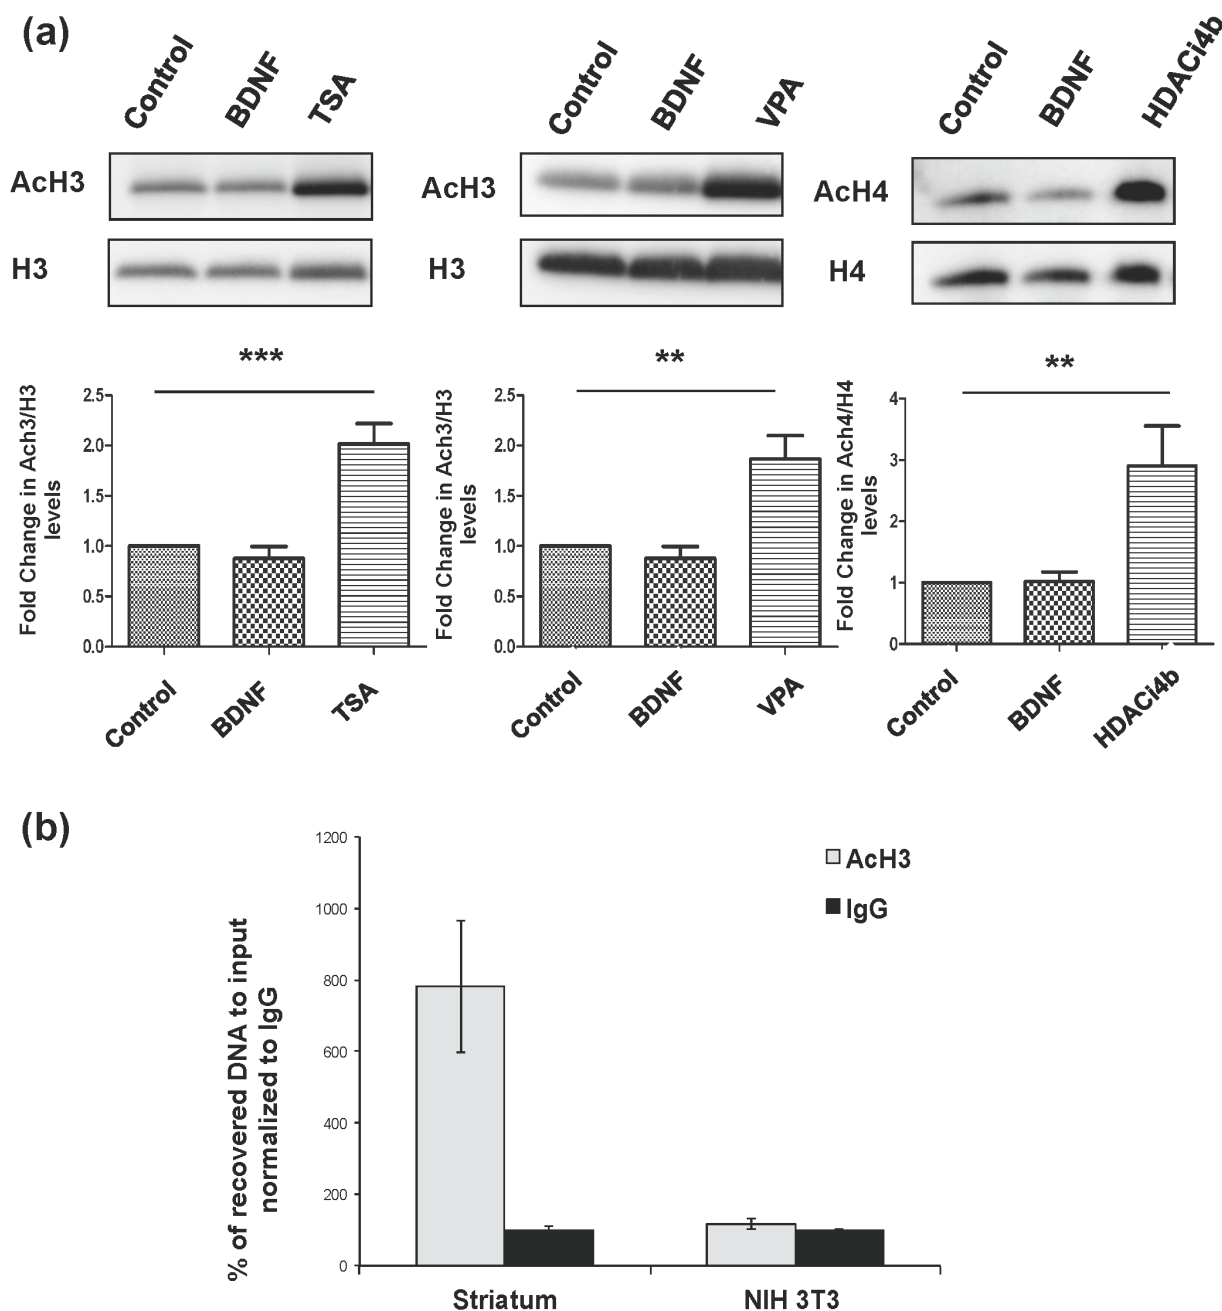 (a)
Control BDNF TSA
Control BDNF VPA
Control BDNF HDACi4b
AcH3
AcH3
AcH4
H3
H3
H4
***
**
**
Fold Change in Ach3/H3
levels
2.5
2.0
1.5
1.0
0.5
0.0
Control BDNF TSA
Fold Change in Ach3/H3
levels
2.5
2.0
1.5
1.0
0.5
0.0
Control BDNF VPA
Fold Change in Ach4/H4
levels
4
3
2
1
0
Control BDNF HDACi4b
(b)
% of recovered DNA to input
normalized to IgG
1200
1000
800
600
400
200
0
AcH3
IgG
Striatum NIH 3T3